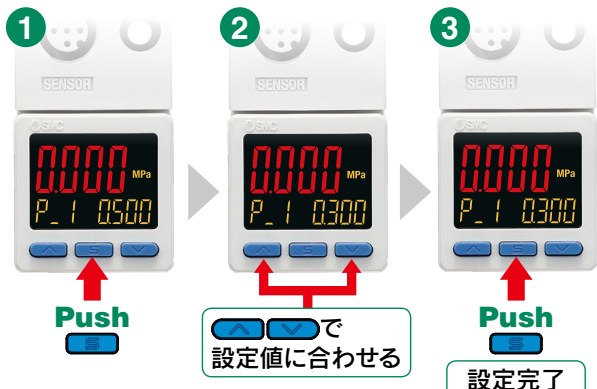 1
SENSOR
SMC
0.000 MPa
P_1 0.500
S
Push
S
2
SENSOR
SMC
0.000 MPa
P_1 0.300
S
で
設定値に合わせる
3
SENSOR
SMC
0.000 MPa
P_1 0.300
S
Push
S
設定完了